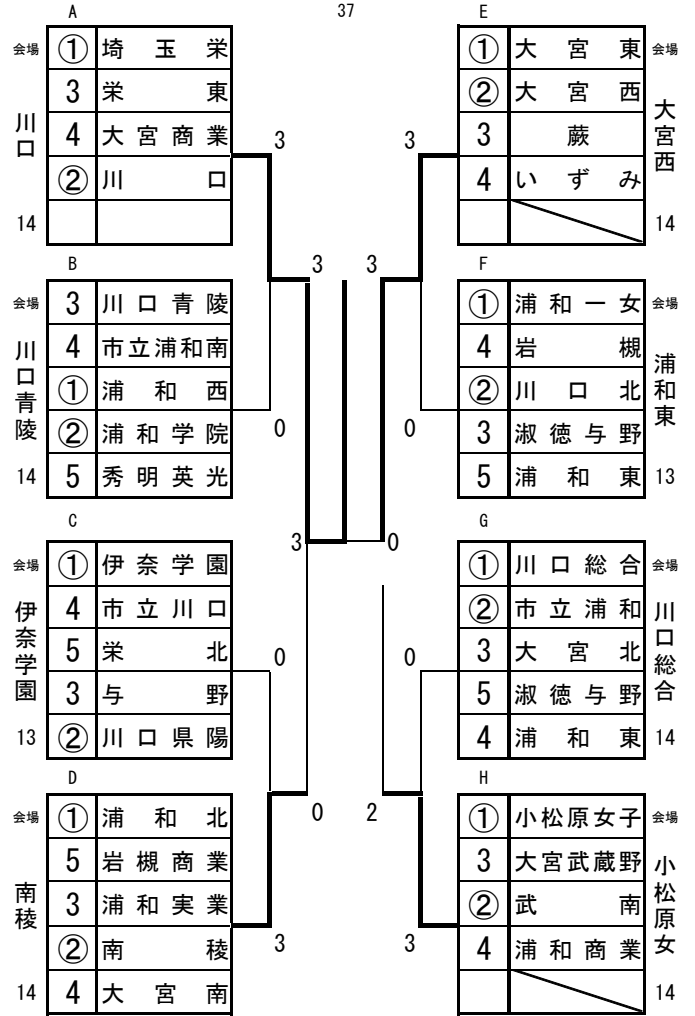 37
A
会場 ① 埼玉栄
3 栄東
川口 4 大宮商業
② 川口
14
3
B
会場 3 川口青陵
川口青陵 4 市立浦和南
① 浦和西
② 浦和学院
14 5 秀明英光
3
0
C
会場 ① 伊奈学園
伊奈学園 4 市立川口
5 栄北
3 与野
13 ② 川口県陽
3
0
D
会場 ① 浦和北
5 岩槻商業
南稜 3 浦和実業
② 南稜
14 4 大宮南
0
3
E
① 大宮東 会場
② 大宮西 大宮西
3 蕨
4 いずみ
14
3
F
① 浦和一女 会場
4 岩槻 浦和東
② 川口北
3 淑徳与野
5 浦和東 13
3
0
G
① 川口総合 会場
② 市立浦和 川口総合
3 大宮北
5 淑徳与野
4 浦和東 14
0
0
H
① 小松原女子 会場
3 大宮武蔵野 小松原女
② 武南
4 浦和商業
14
2
3